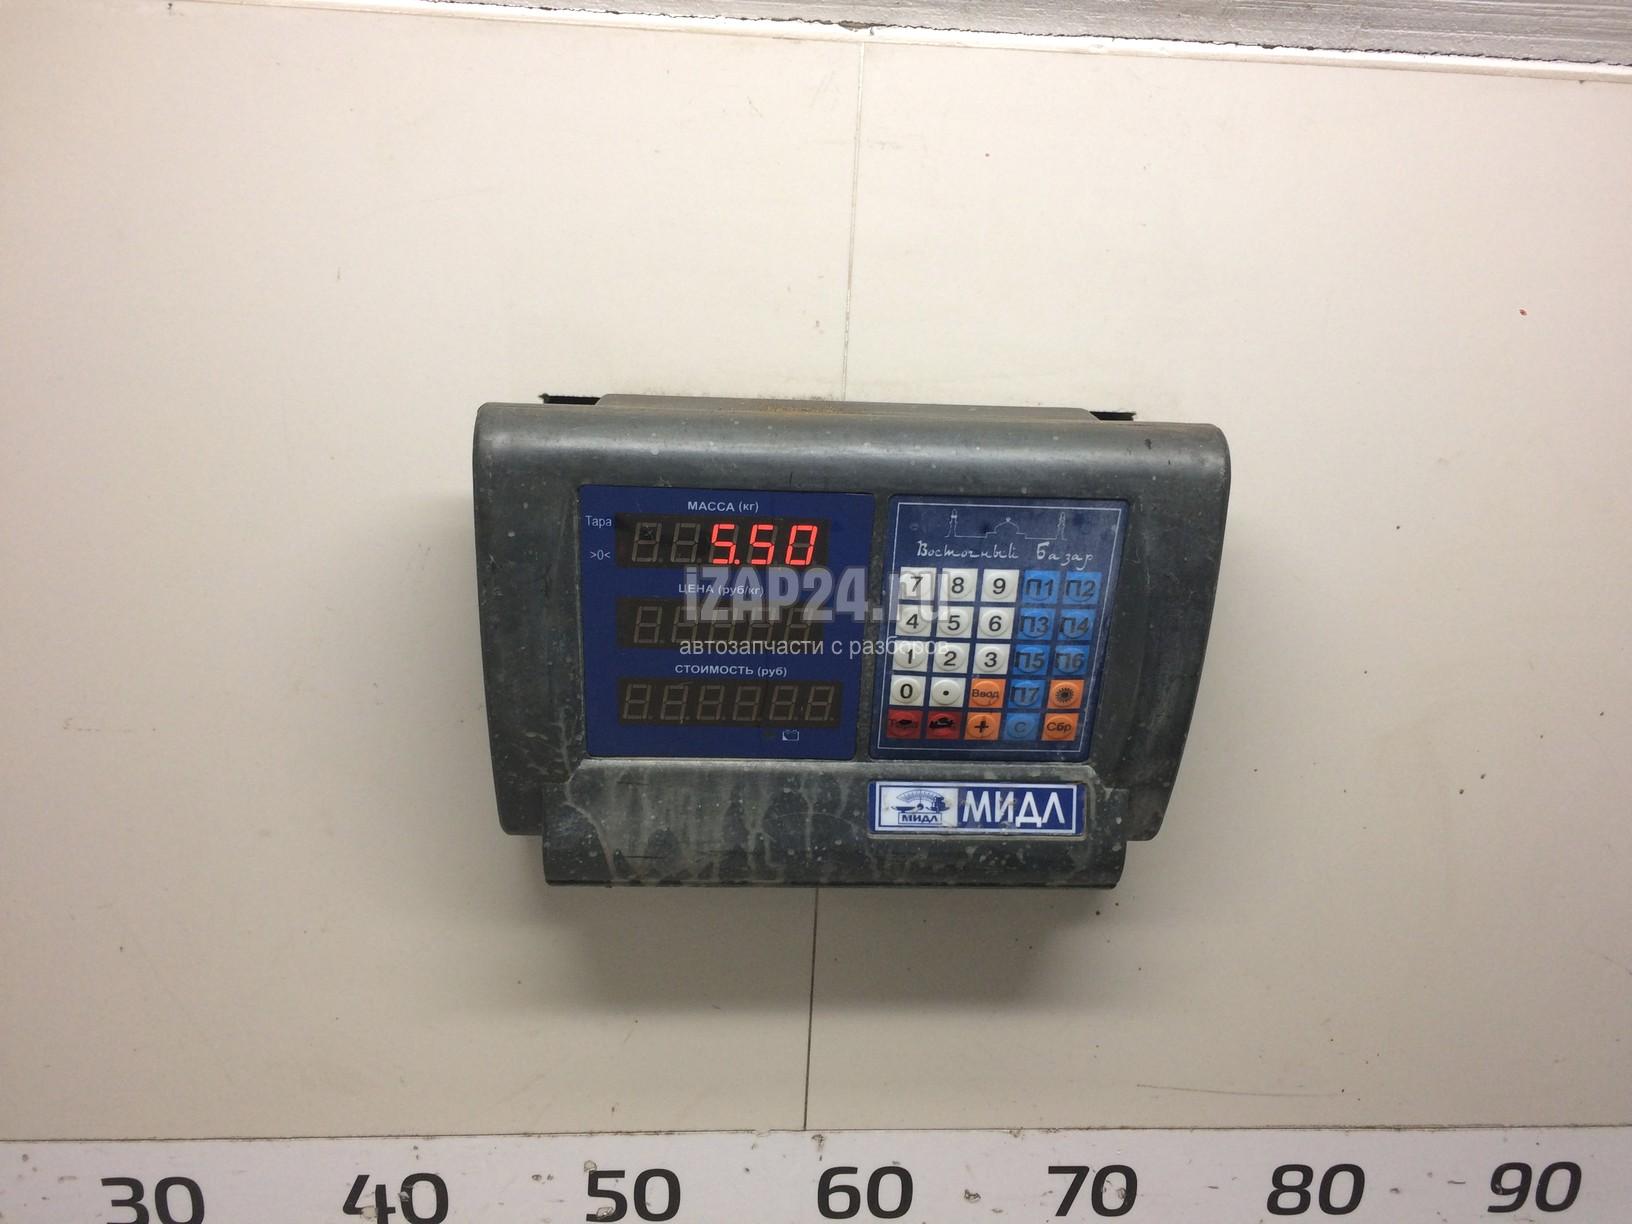 МАССА (кг)
Тара
5.50
>0<
ЦЕНА (руб/кг)
СТОИМОСТЬ (руб)
Восточный Базар
7 8 9 П1 П2
4 5 6 П3 П4
1 2 3 П5 П6
0 . Ввод П7
+ С Сбр
МИДЛ МИДЛ
iZAP24.ru
автозапчасти с разборов
30 40 50 60 70 80 90